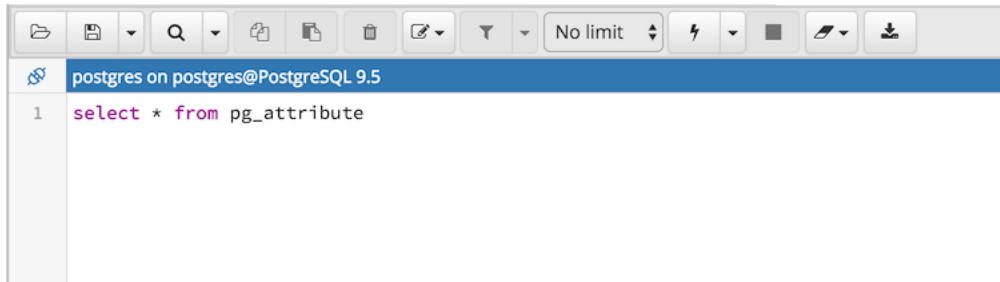 No limit
postgres on postgres@PostgreSQL 9.5
1 select * from pg_attribute